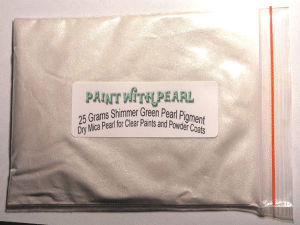 PAINT WITH PEARL
25 Grams Shimmer Green Pearl Pigment
Dry Mica Pearl for Clear Paints and Powder Coats